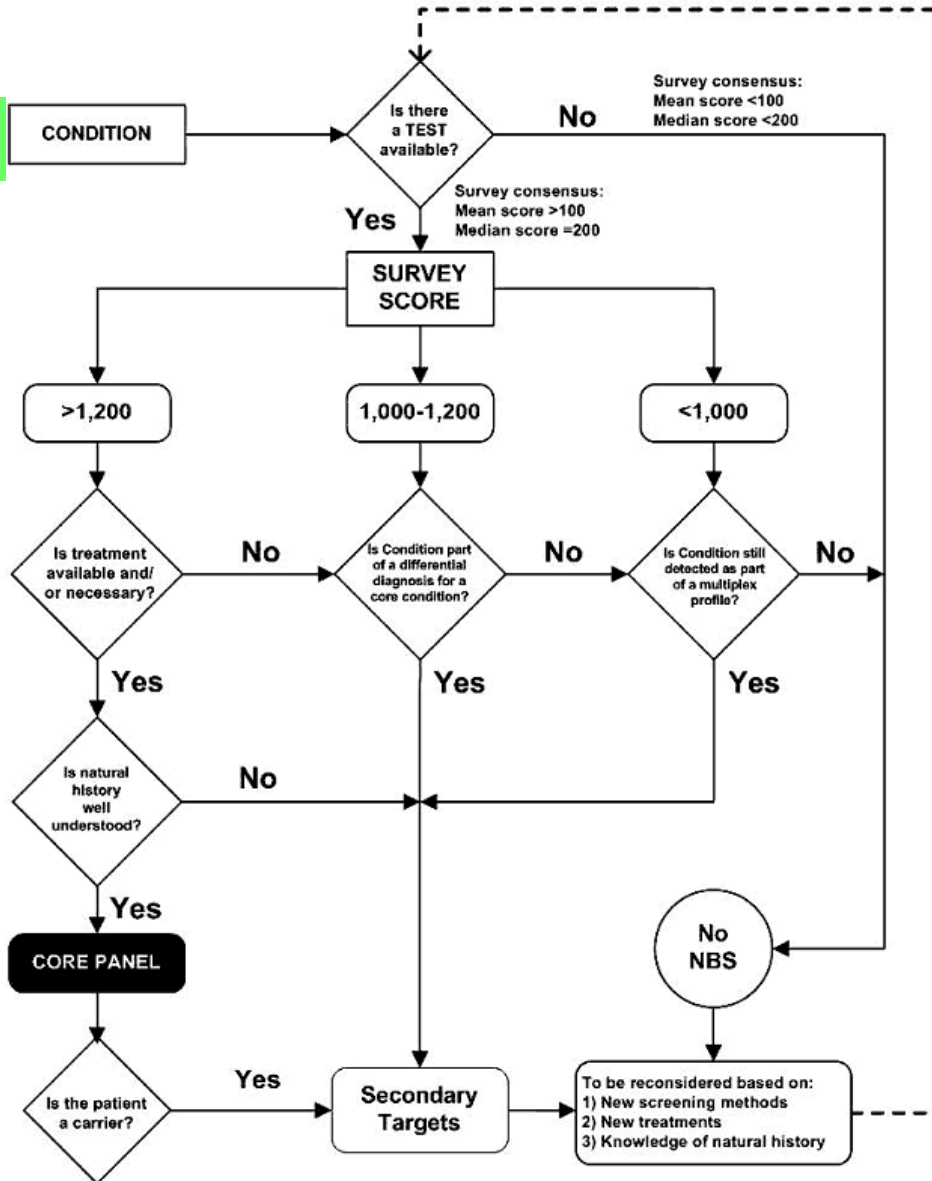 CONDITION
Is there
a TEST
available?
No
Survey consensus:
Mean score <100
Median score <200
Yes
Survey consensus:
Mean score >100
Median score =200
SURVEY
SCORE
>1,200
1,000-1,200
<1,000
Is treatment
available and/
or necessary?
No
Is Condition part
of a differential
diagnosis for a
core condition?
No
Is Condition still
detected as part
of a multiplex
profile?
No
Yes
Yes
Yes
Is natural
history
well
understood?
No
Yes
CORE PANEL
No
NBS
Is the patient
a carrier?
Yes
Secondary
Targets
To be reconsidered based on:
1) New screening methods
2) New treatments
3) Knowledge of natural history